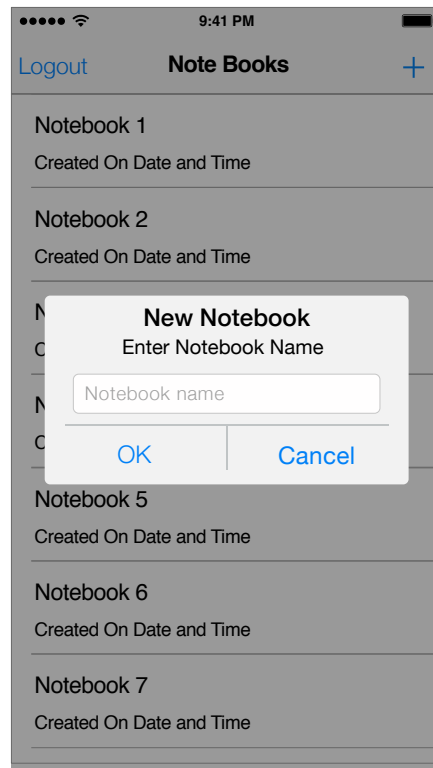 9:41 PM
Logout Note Books +
Notebook 1
Created On Date and Time
Notebook 2
Created On Date and Time
N
New Notebook
C
Enter Notebook Name
N
Notebook name
C
OK Cancel
Notebook 5
Created On Date and Time
Notebook 6
Created On Date and Time
Notebook 7
Created On Date and Time